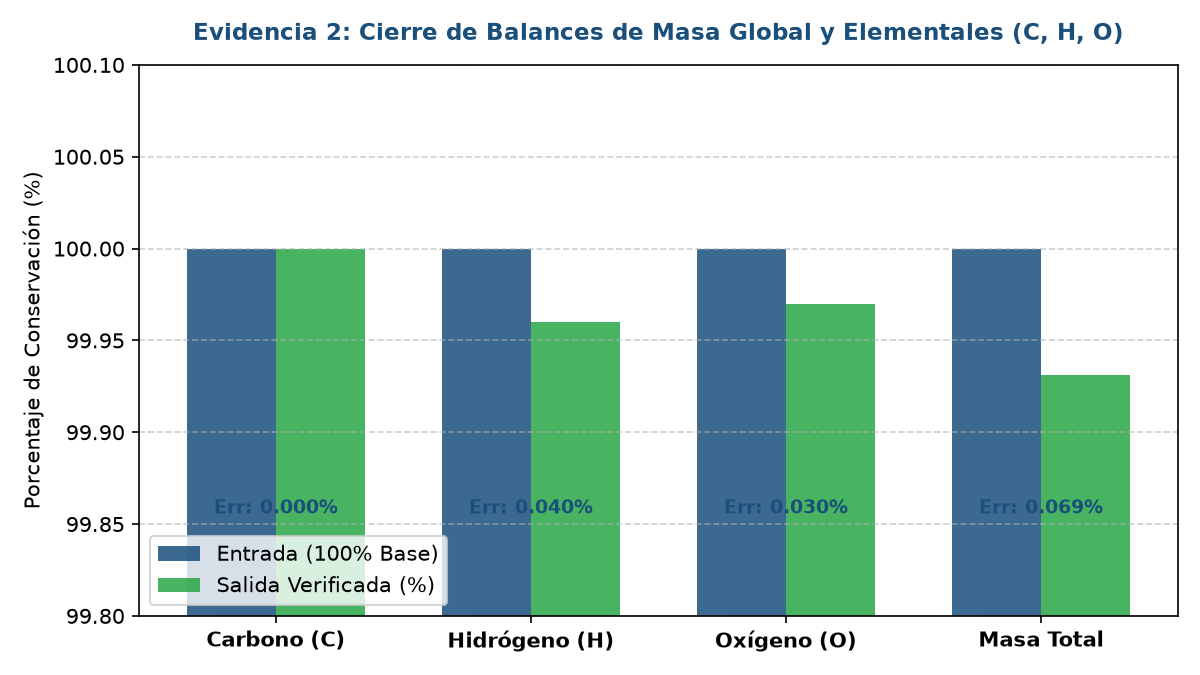 Evidencia 2: Cierre de Balances de Masa Global y Elementales (C, H, O)
Porcentaje de Conservación (%)
100.10
100.05
100.00
99.95
99.90
99.85
99.80
Err: 0.000%
Err: 0.040%
Err: 0.030%
Err: 0.069%
Entrada (100% Base)
Salida Verificada (%)
Carbono (C)
Hidrógeno (H)
Oxígeno (O)
Masa Total